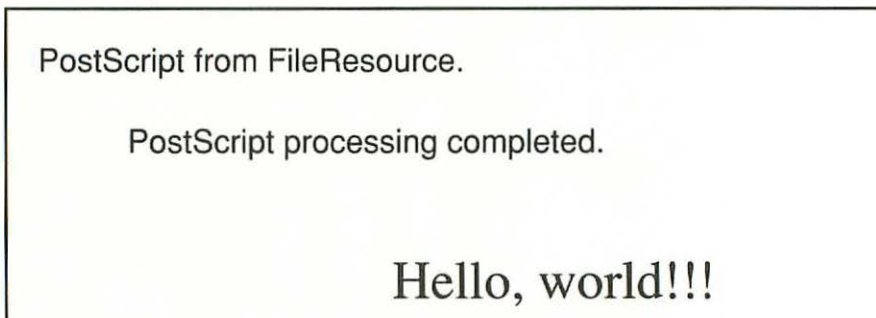 PostScript from FileResource.
PostScript processing completed.
Hello, world!!!